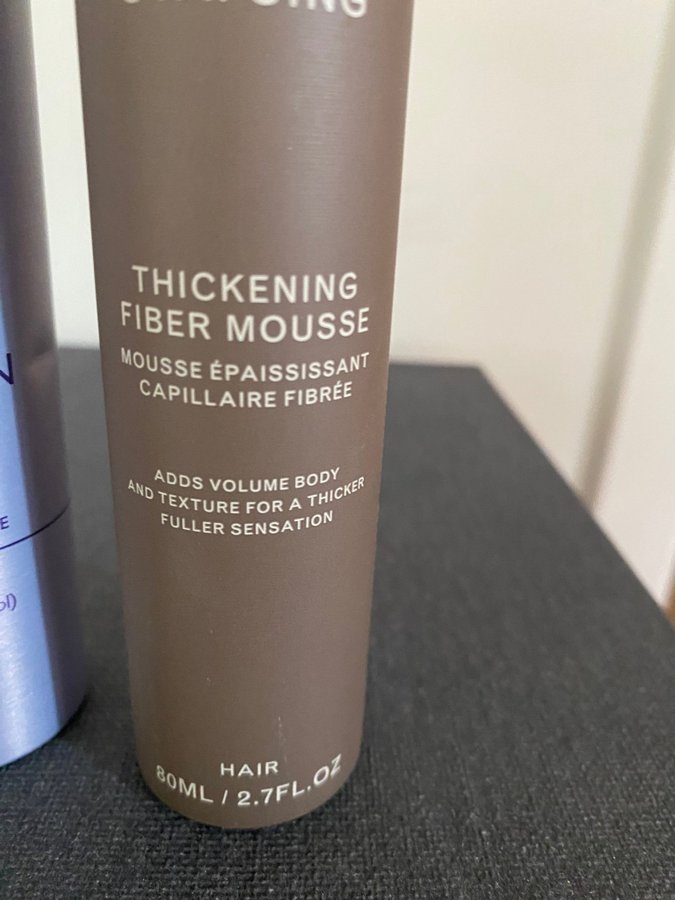 THICKENING
FIBER MOUSSE
MOUSSE ÉPAISSISSANT
CAPILLAIRE FIBRÉE
ADDS VOLUME BODY
AND TEXTURE FOR A THICKER
FULLER SENSATION
HAIR
80ML / 2.7FL.OZ
N
E